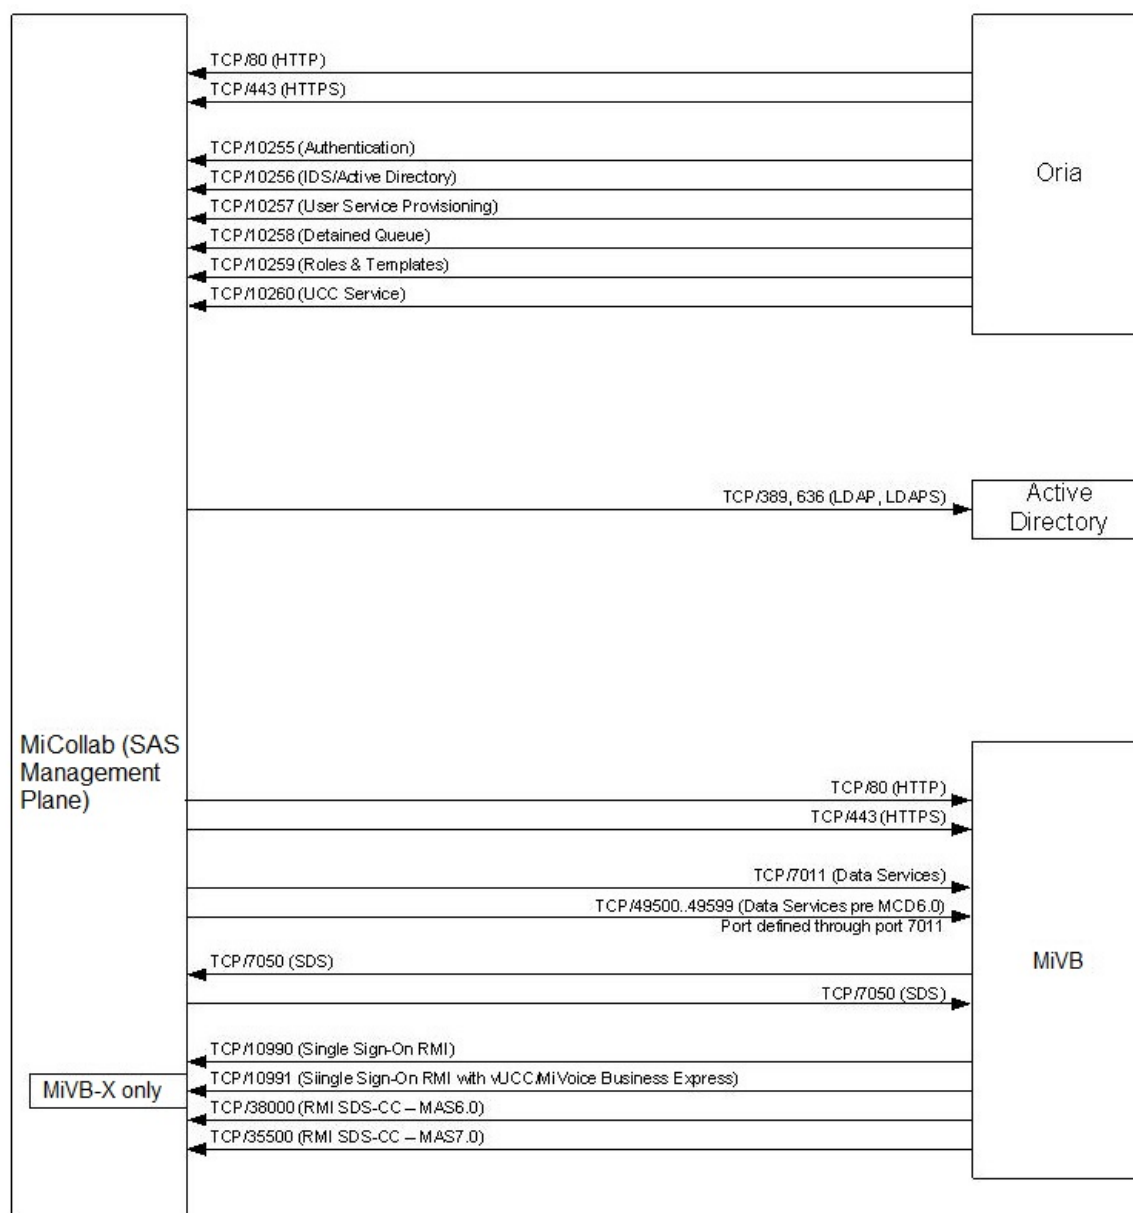 TCP/80 (HTTP)
TCP/443 (HTTPS)
TCP/10255 (Authentication)
TCP/10256 (IDS/Active Directory)
TCP/10257 (User Service Provisioning)
TCP/10258 (Detained Queue)
TCP/10259 (Roles & Templates)
TCP/10260 (UCC Service)
Oria
TCP/389, 636 (LDAP, LDAPS)
Active
Directory
MiCollab (SAS
Management
Plane)
TCP/80 (HTTP)
TCP/443 (HTTPS)
TCP/7011 (Data Services)
TCP/49500..49599 (Data Services pre MCD6.0)
Port defined through port 7011
TCP/7050 (SDS)
TCP/7050 (SDS)
MiVB
TCP/10990 (Single Sign-On RMI)
MiVB-X only
TCP/10991 (Siingle Sign-On RMI with vUCC/MiVoice Business Express)
TCP/38000 (RMI SDS-CC – MAS6.0)
TCP/35500 (RMI SDS-CC – MAS7.0)